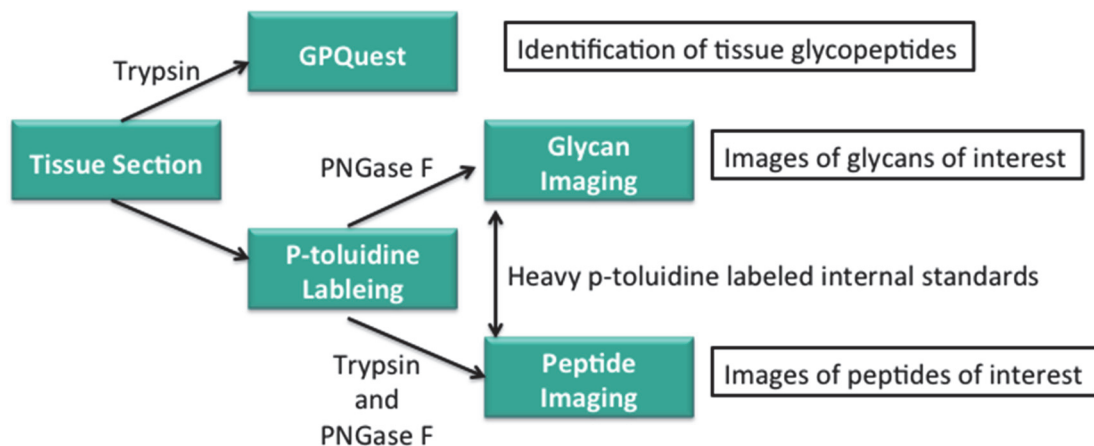 GPQuest
Identification of tissue glycopeptides
Trypsin
Tissue Section
PNGase F
Glycan
Imaging
Images of glycans of interest
P-toluidine
Lableing
Heavy p-toluidine labeled internal standards
Trypsin
and
PNGase F
Peptide
Imaging
Images of peptides of interest